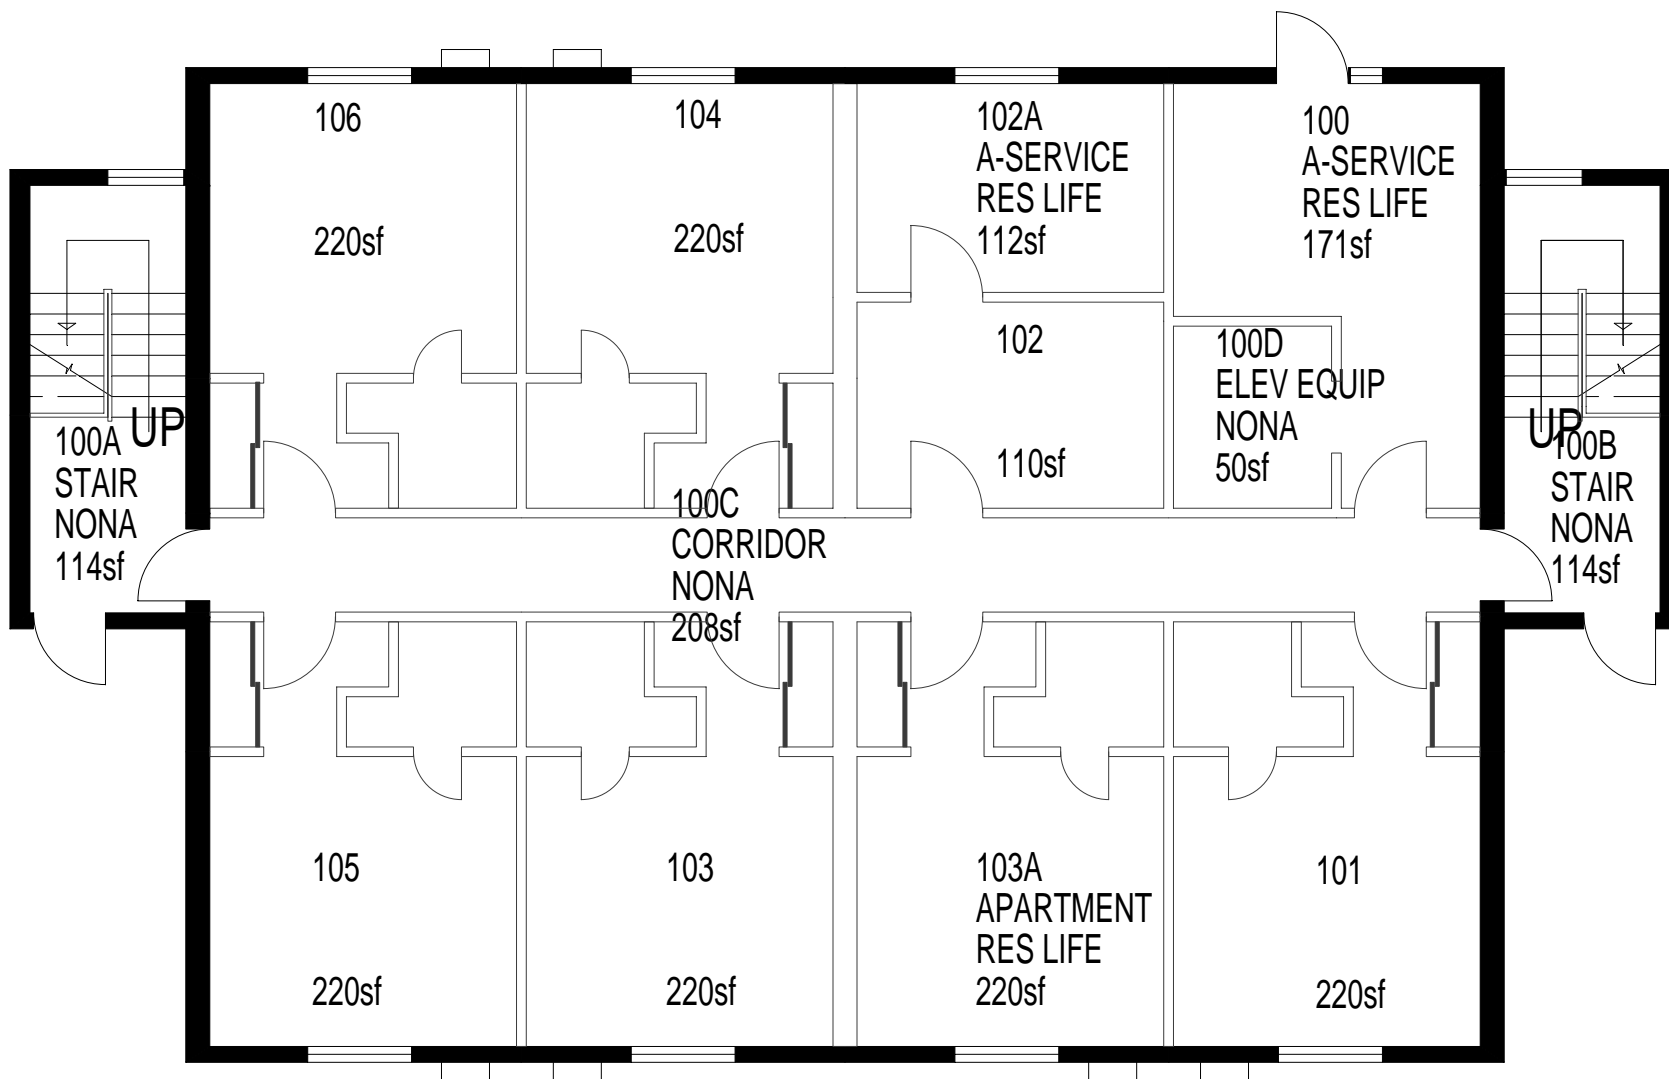 106
220sf
104
220sf
102A
A-SERVICE
RES LIFE
112sf
100
A-SERVICE
RES LIFE
171sf
102
110sf
100D
ELEV EQUIP
NONA
50sf
UP
100A
STAIR
NONA
114sf
100C
CORRIDOR
NONA
208sf
UP
100B
STAIR
NONA
114sf
105
220sf
103
220sf
103A
APARTMENT
RES LIFE
220sf
101
220sf